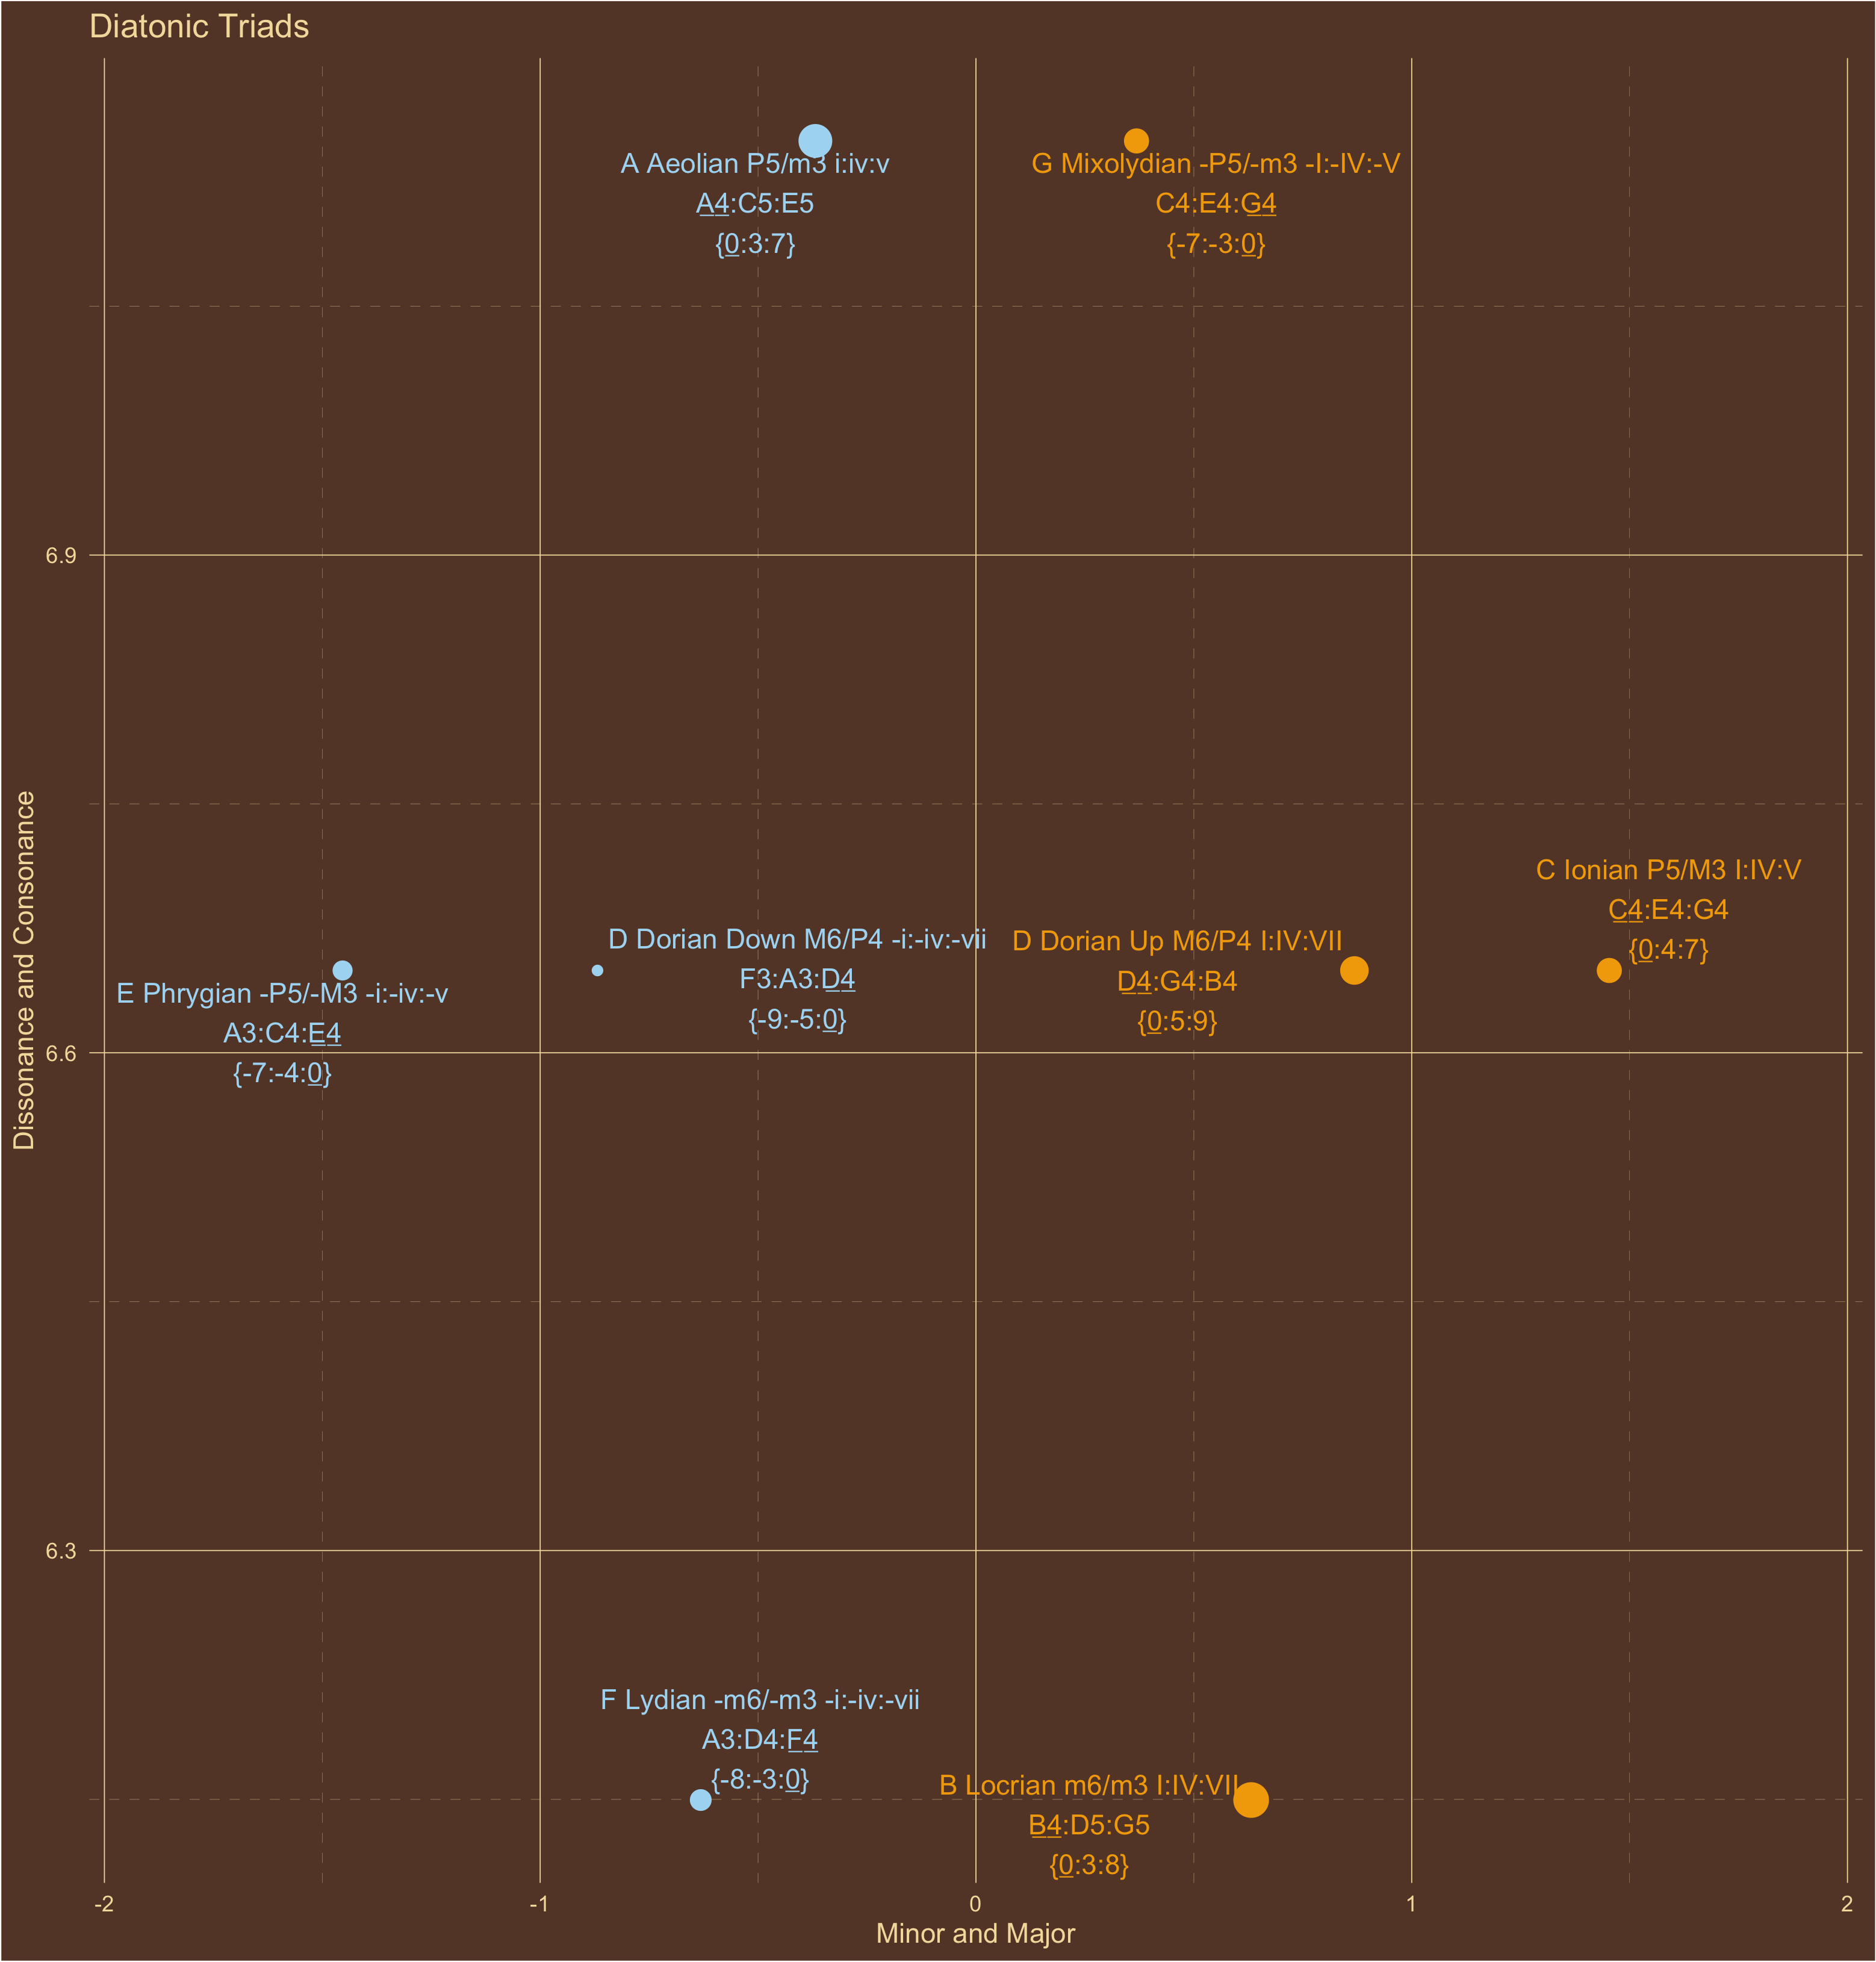 Diatonic Triads
A Aeolian P5/m3 i:iv:v
A4:C5:E5
{0:3:7}
G Mixolydian -P5/-m3 -I:-IV:-V
C4:E4:G4
{-7:-3:0}
6.9
C Ionian P5/M3 I:IV:V
C4:E4:G4
{0:4:7}
D Dorian Down M6/P4 -i:-iv:-vii
F3:A3:D4
{-9:-5:0}
D Dorian Up M6/P4 I:IV:VII
D4:G4:B4
{0:5:9}
E Phrygian -P5/-M3 -i:-iv:-v
A3:C4:E4
{-7:-4:0}
6.6
Dissonance and Consonance
6.3
F Lydian -m6/-m3 -i:-iv:-vii
A3:D4:F4
{-8:-3:0}
B Locrian m6/m3 I:IV:VII
B4:D5:G5
{0:3:8}
-2
-1
0
1
2
Minor and Major